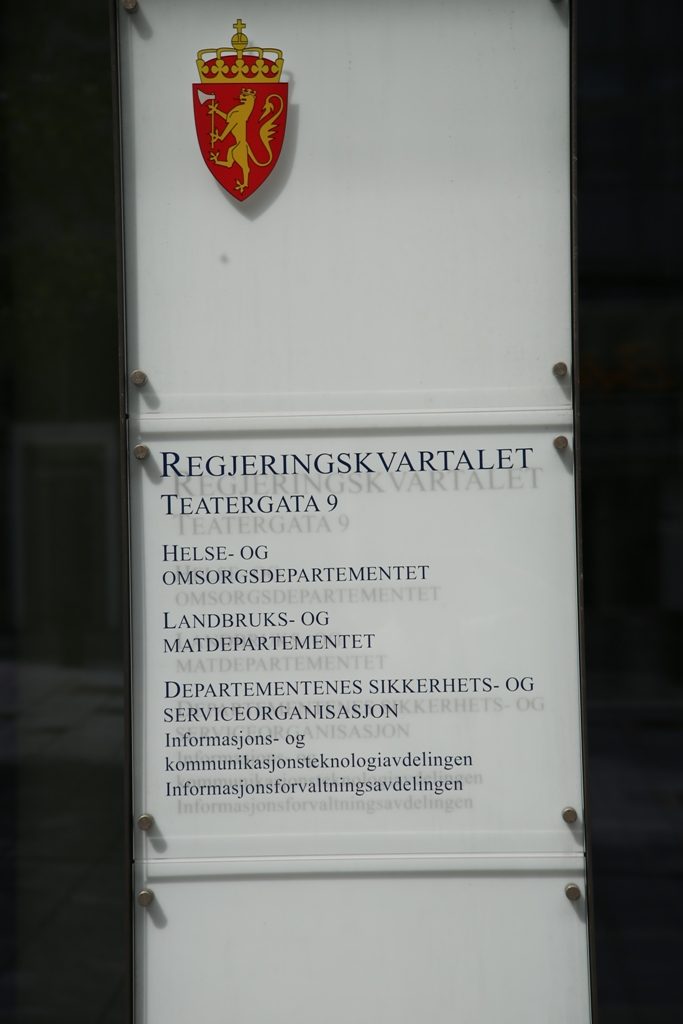 REGJERINGSKVARTALET
TEATERGATA 9
HELSE- OG
OMSORGSDEPARTEMENTET
LANDBRUKS- OG
MATDEPARTEMENTET
DEPARTEMENTENES SIKKERHETS- OG
SERVICEORGANISASJON
Informasjons- og
kommunikasjonsteknologiavdelingen
Informasjonsforvaltningsavdelingen